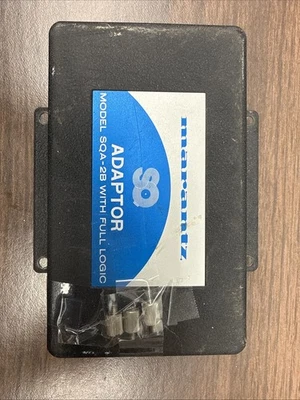 marantz
SQ
ADAPTOR
MODEL SQA-2B WITH FULL LOGIC